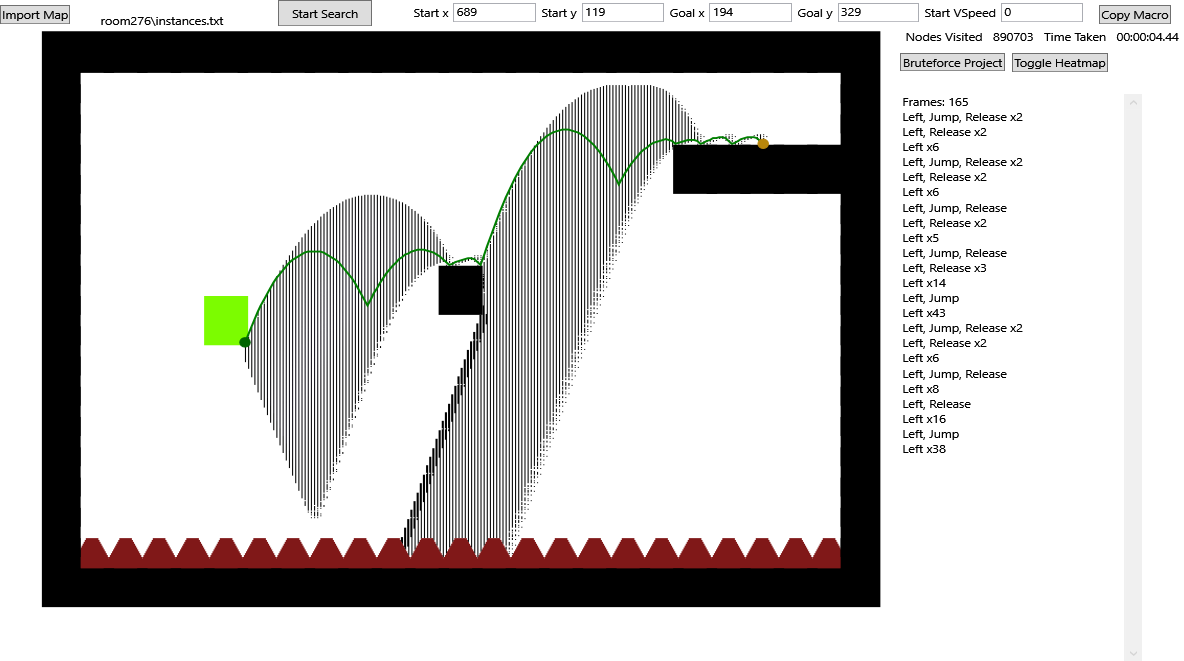 Import Map room276\instances.txt Start Search Start x 689 Start y 119 Goal x 194 Goal y 329 Start VSpeed 0 Copy Macro
Nodes Visited 890703 Time Taken 00:00:04.44
Bruteforce Project Toggle Heatmap
Frames: 165
Left, Jump, Release x2
Left, Release x2
Left x6
Left, Jump, Release x2
Left, Release x2
Left x6
Left, Jump, Release
Left, Release x2
Left x5
Left, Jump, Release
Left, Release x3
Left x14
Left, Jump
Left x43
Left, Jump, Release x2
Left, Release x2
Left x6
Left, Jump, Release
Left x8
Left, Release
Left x16
Left, Jump
Left x38